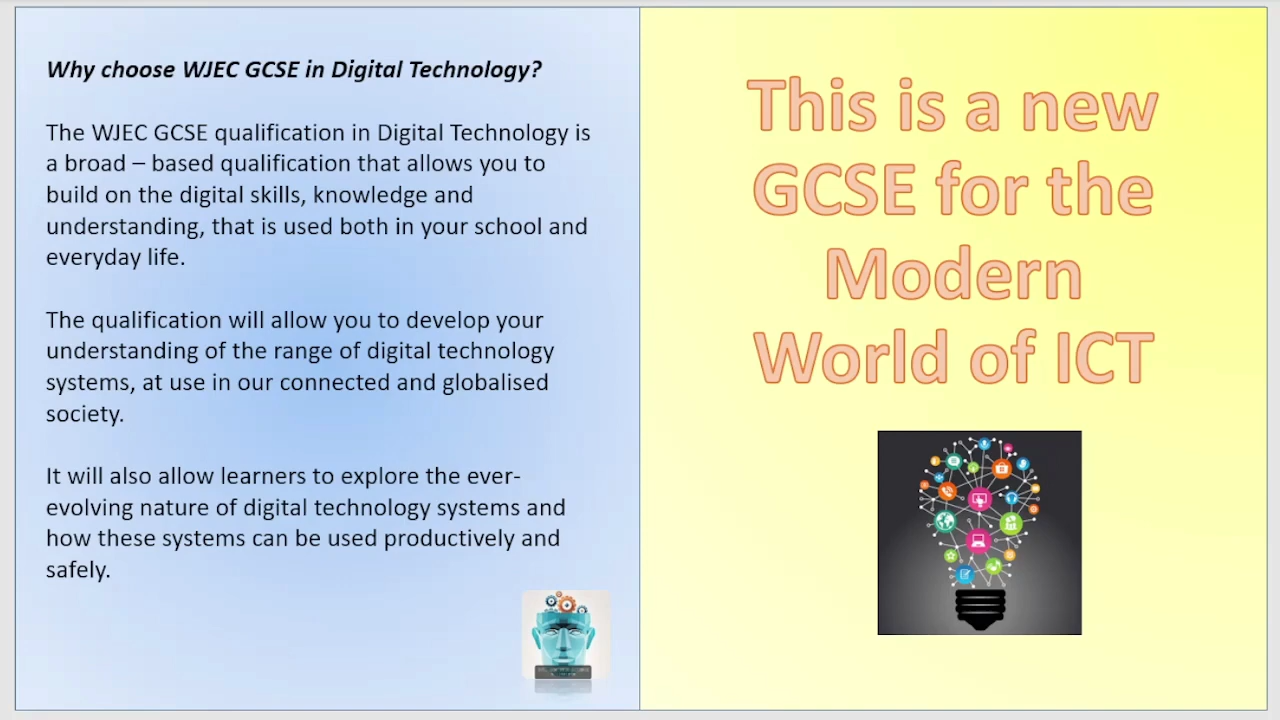 Why choose WJEC GCSE in Digital Technology?
The WJEC GCSE qualification in Digital Technology is
a broad – based qualification that allows you to
build on the digital skills, knowledge and
understanding, that is used both in your school and
everyday life.
The qualification will allow you to develop your
understanding of the range of digital technology
systems, at use in our connected and globalised
society.
It will also allow learners to explore the ever-
evolving nature of digital technology systems and
how these systems can be used productively and
safely.
This is a new
GCSE for the
Modern
World of ICT